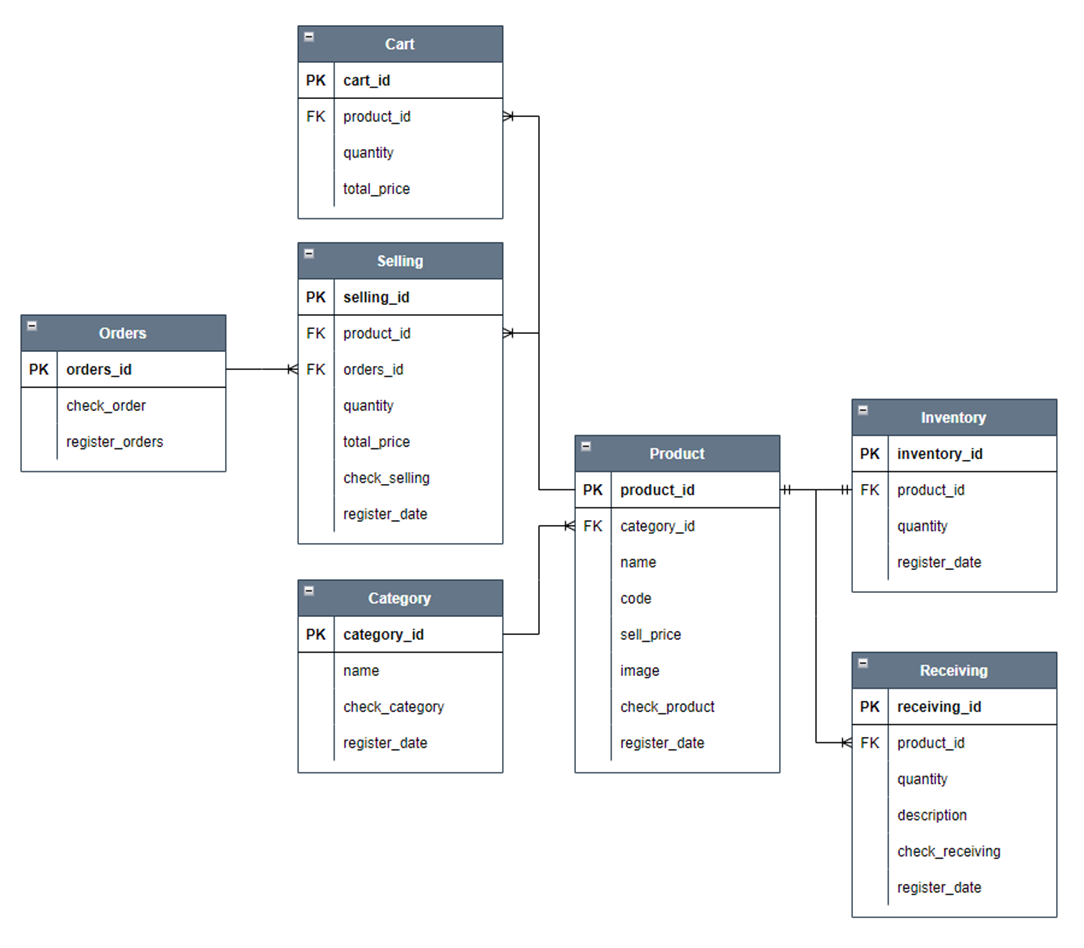 Cart
PK cart_id
FK product_id
quantity
total_price
Selling
PK selling_id
FK product_id
FK orders_id
quantity
total_price
check_selling
register_date
Orders
PK orders_id
check_order
register_orders
Category
PK category_id
name
check_category
register_date
Product
PK product_id
FK category_id
name
code
sell_price
image
check_product
register_date
Inventory
PK inventory_id
FK product_id
quantity
register_date
Receiving
PK receiving_id
FK product_id
quantity
description
check_receiving
register_date